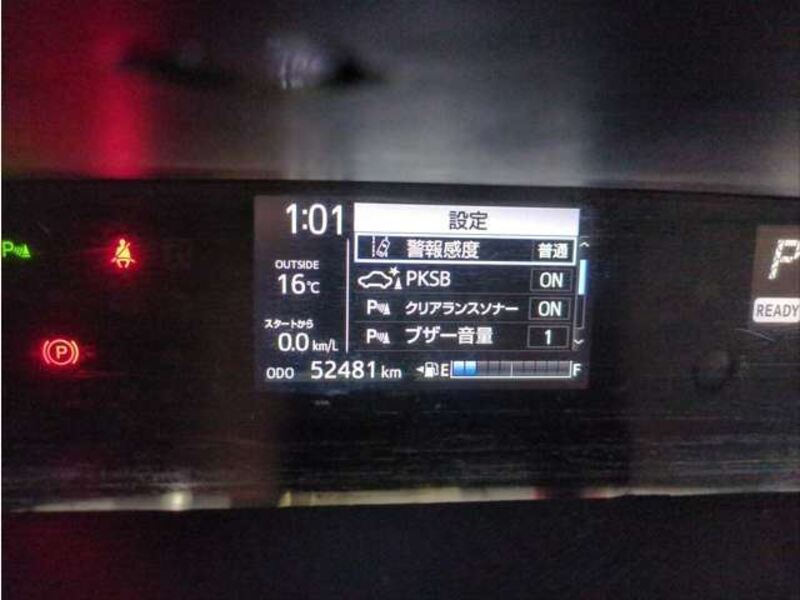 1:01
設定
警報感度 普通
OUTSIDE
16℃
PKSB ON
P クリアランスソナー ON
スタートから
0.0 km/L
P ブザー音量 1
ODO 52481 km
E F
P
P
P
READY